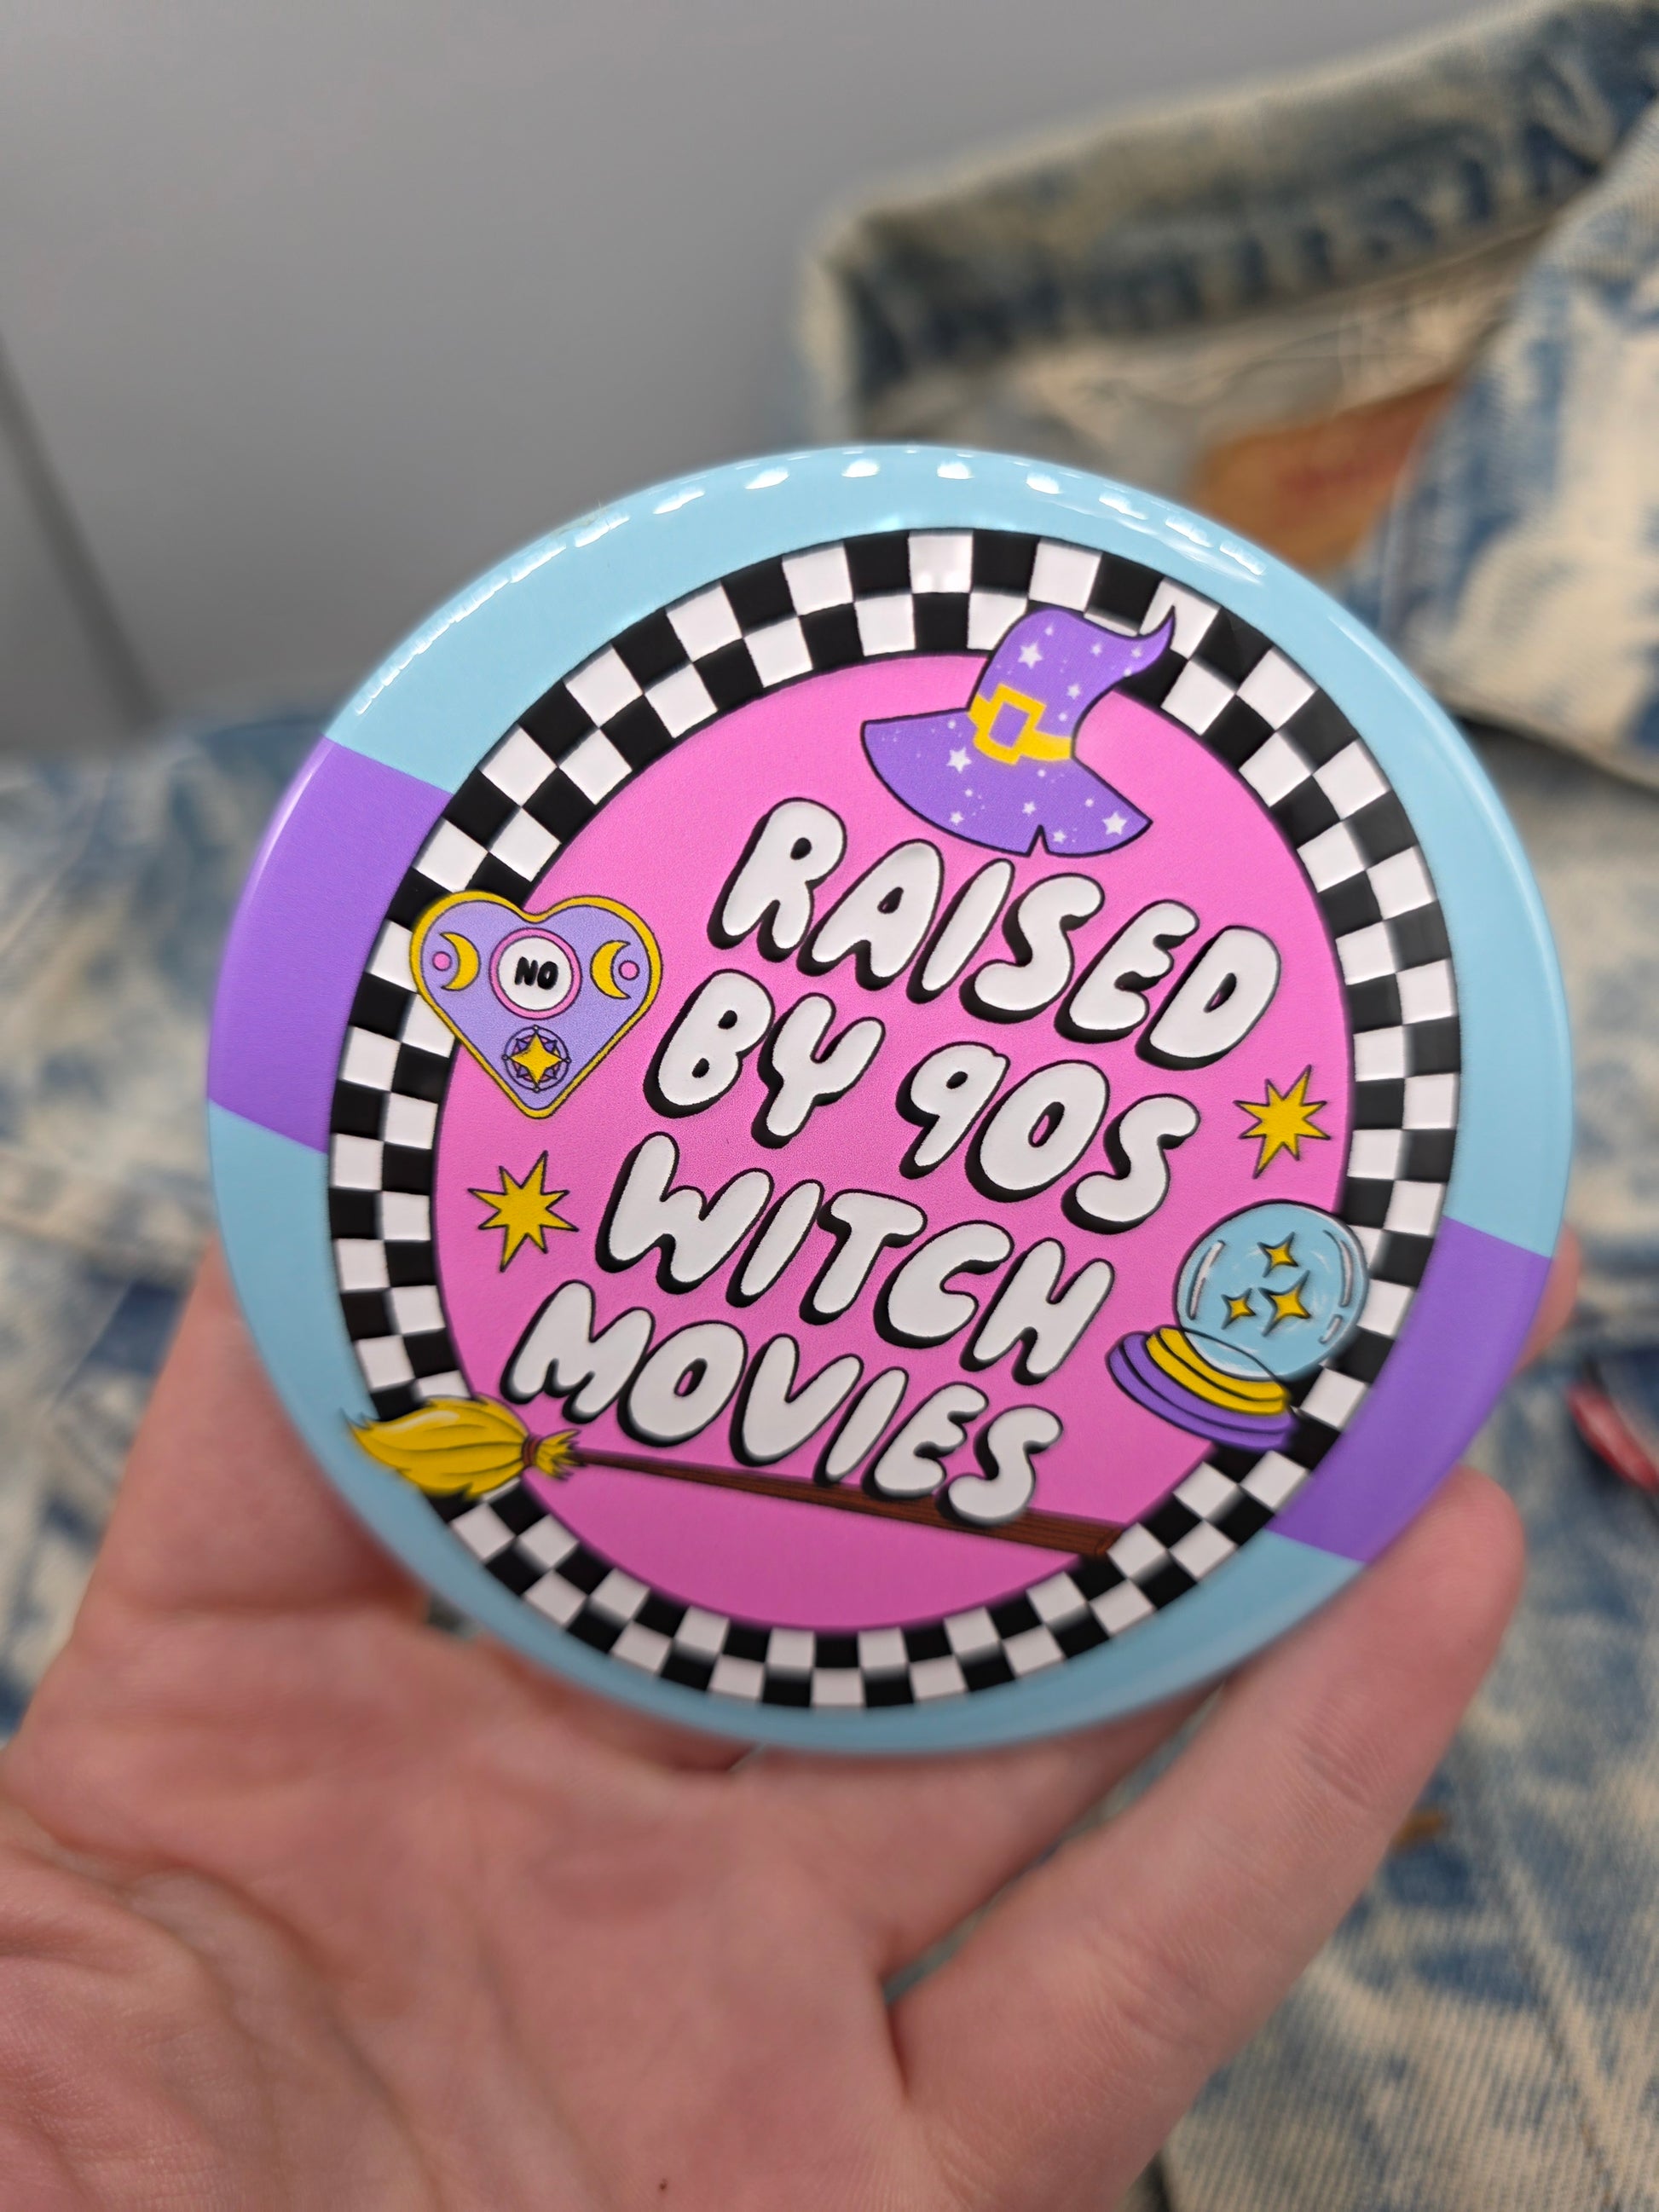 RAISED
BY 90S
WITCH
MOVIES
NO